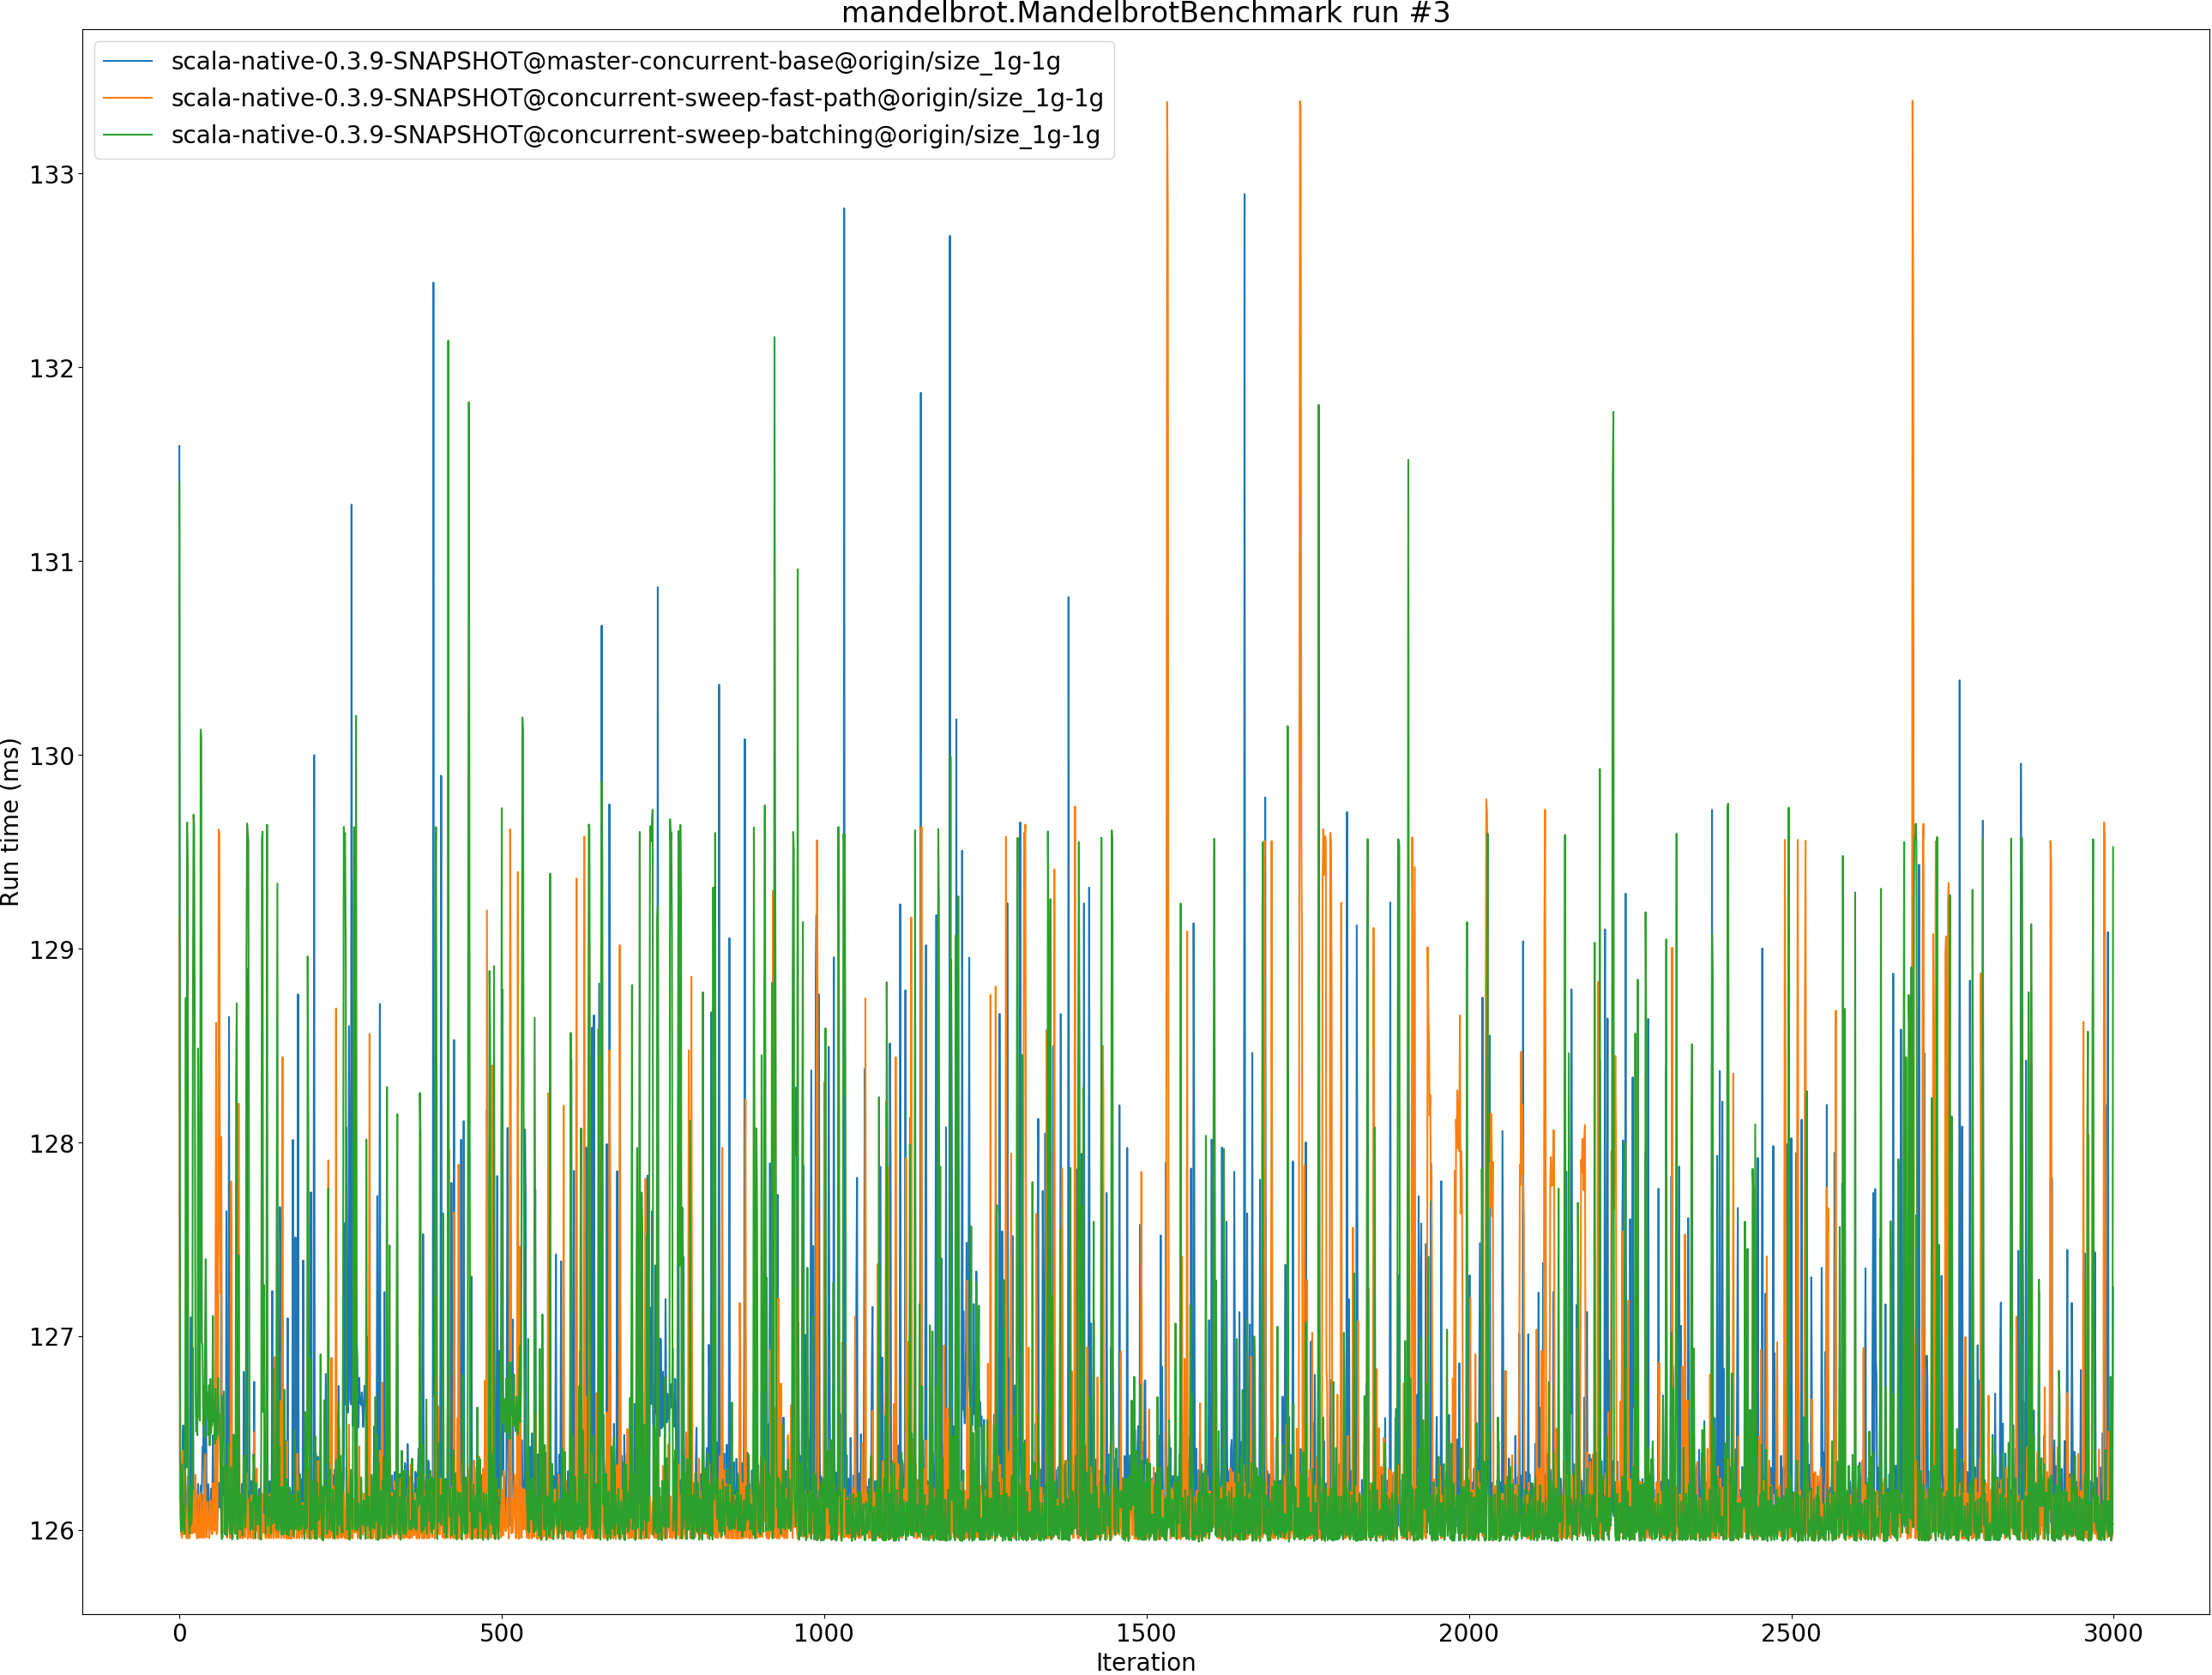 mandelbrot.MandelbrotBenchmark run #3
scala-native-0.3.9-SNAPSHOT@master-concurrent-base@origin/size_1g-1g
scala-native-0.3.9-SNAPSHOT@concurrent-sweep-fast-path@origin/size_1g-1g
scala-native-0.3.9-SNAPSHOT@concurrent-sweep-batching@origin/size_1g-1g
133
132
131
130
129
128
127
126
Run time (ms)
0 500 1000 1500 2000 2500 3000
Iteration